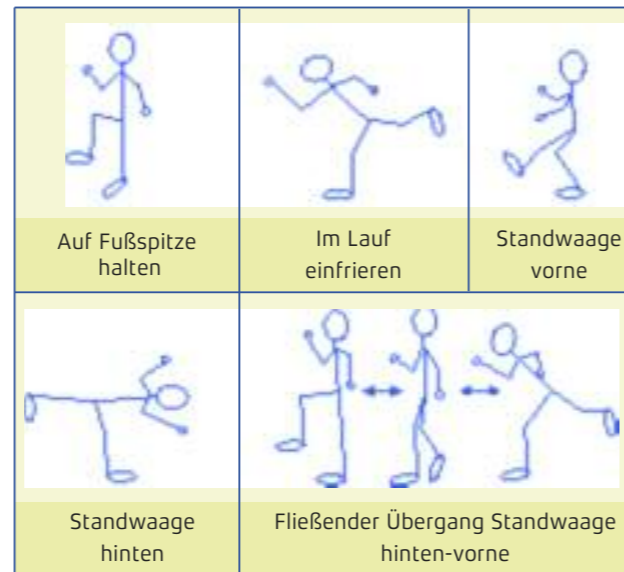 Auf Fußspitze
halten
Im Lauf
einfrieren
Standwaage
vorne
Standwaage
hinten
Fließender Übergang Standwaage
hinten-vorne